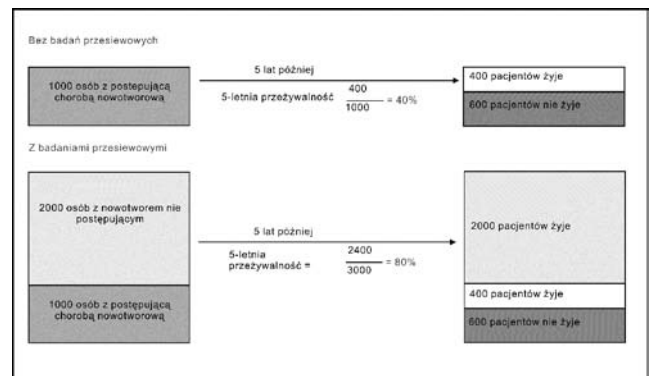 Bez badań przesiewowych
1000 osób z postępującą
chorobą nowotworową
5 lat później
5-letnia przeżywalność 400
1000
= 40%
400 pacjentów żyje
600 pacjentów nie żyje
Z badaniami przesiewowymi
2000 osób z nowotworem nie
postępującym
1000 osób z postępującą
chorobą nowotworową
5 lat później
5-letnia
przeżywalność =
2400
3000
= 80%
2000 pacjentów żyje
400 pacjentów żyje
600 pacjentów nie żyje